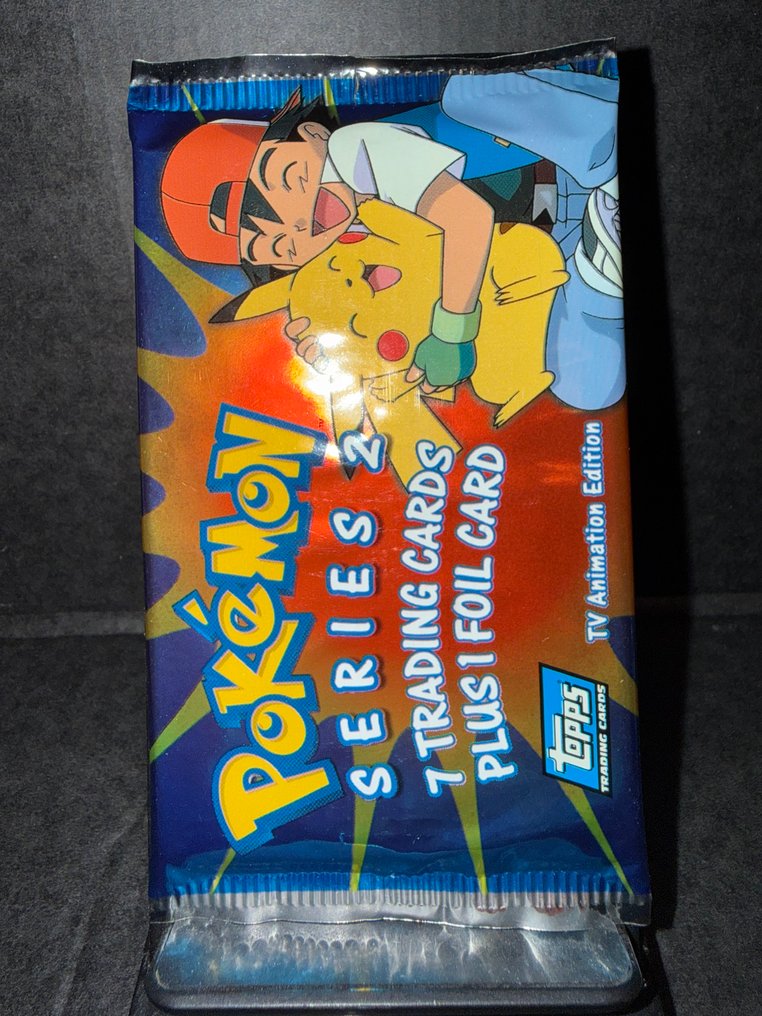 POKéMON
SERIES 2
7 TRADING CARDS
PLUS 1 FOIL CARD
topps
TRADING CARDS
TV Animation Edition